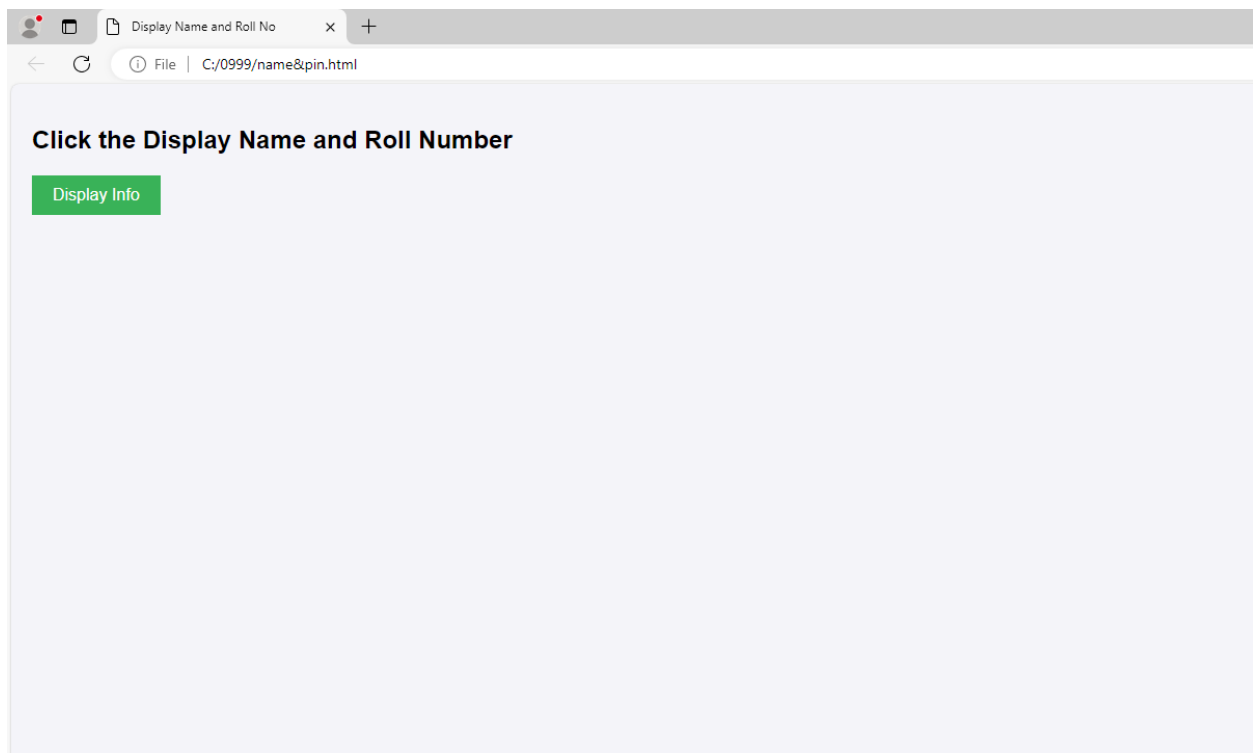 Display Name and Roll No
File | C:/0999/name&pin.html
Click the Display Name and Roll Number
Display Info